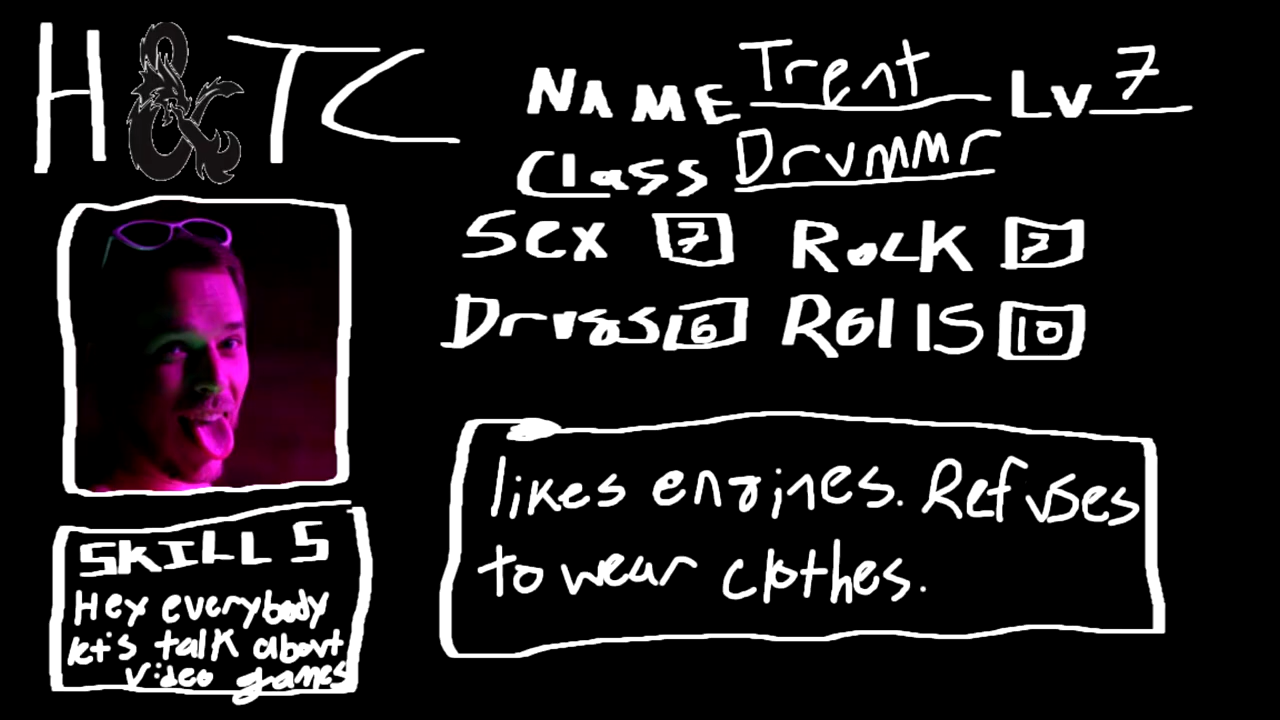 H&TC
NAME Trent Lv 7
Class Drummr
Sex 7 Rock 7
Drugs 6 Rolls 10
likes engines. Refuses
to wear clothes.
SKILLS
Hey everybody
let's talk about
video games